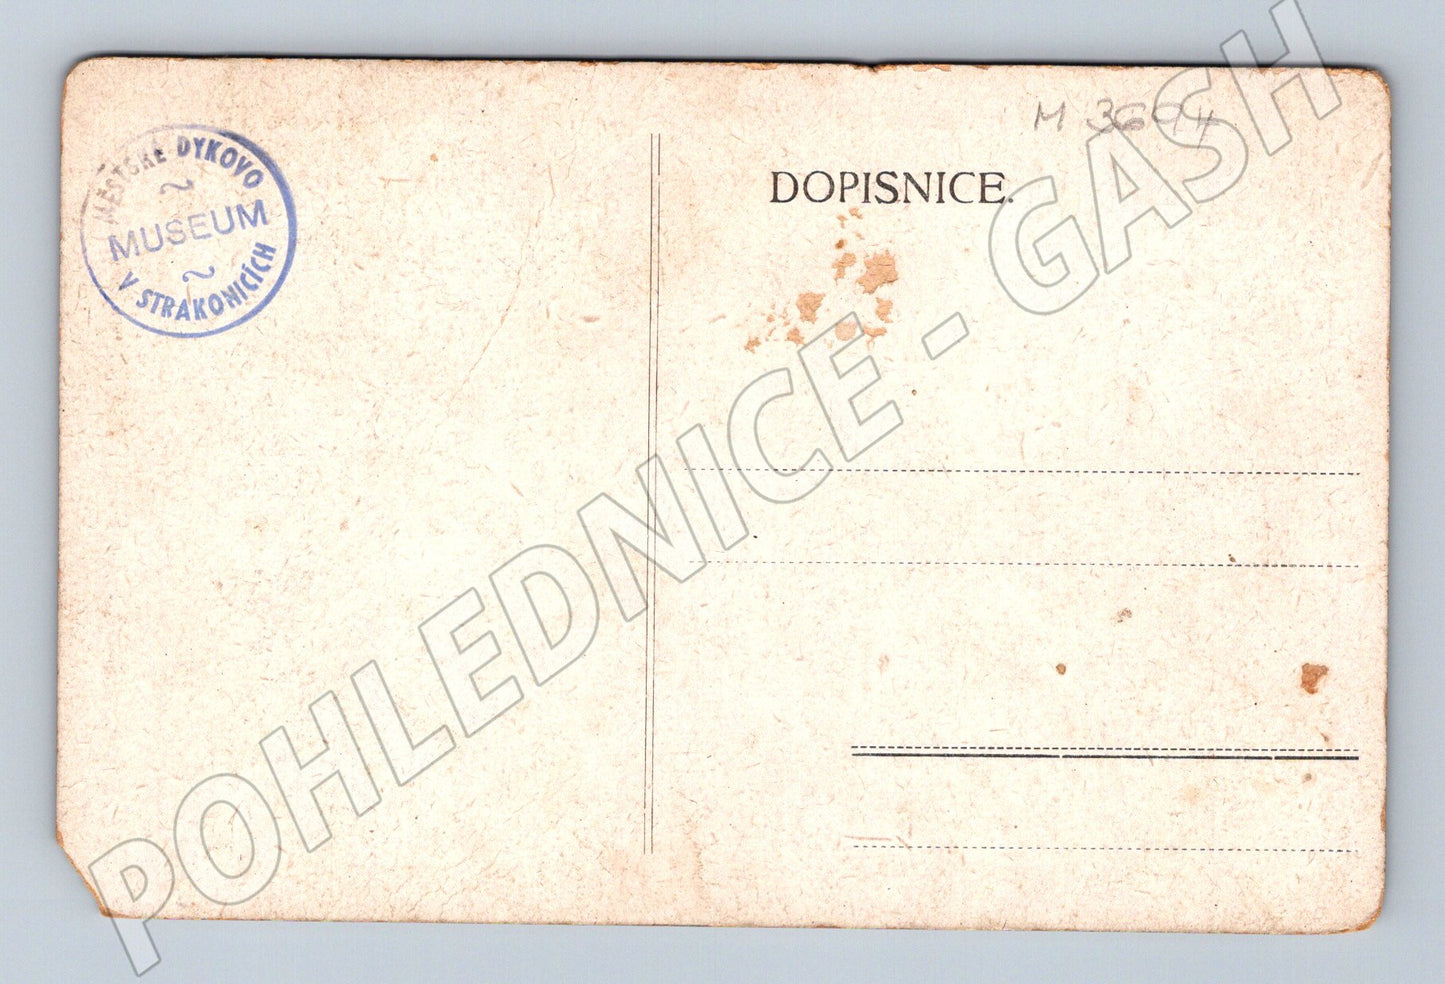 MĚSTSKÉ DYKOVO
~
MUSEUM
~
V STRAKONICÍCH
M 3694
DOPISNICE.
POHLEDNICE - GASH